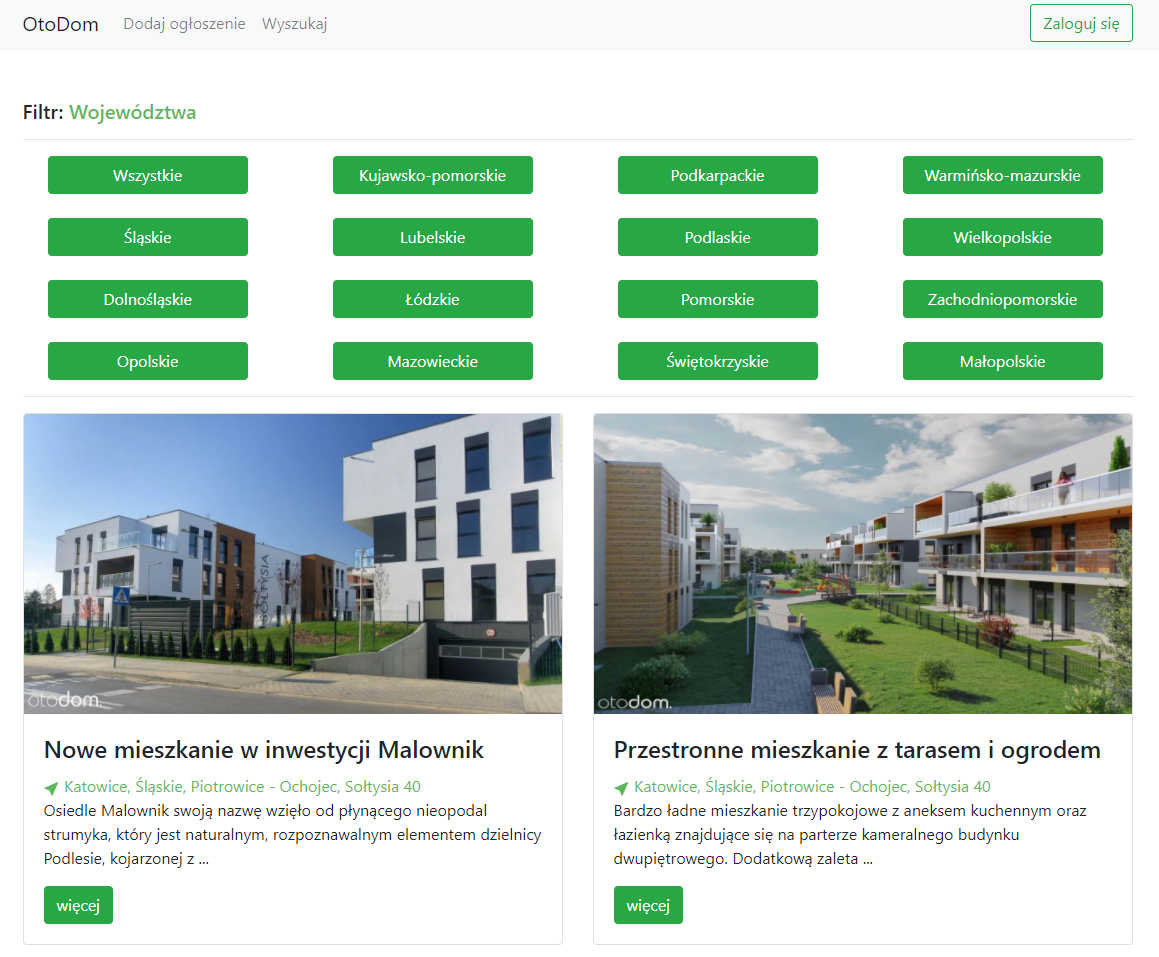 OtoDom Dodaj ogłoszenie Wyszukaj Zaloguj się
Filtr: Województwa
Wszystkie Kujawsko-pomorskie Podkarpackie Warmińsko-mazurskie
Śląskie Lubelskie Podlaskie Wielkopolskie
Dolnośląskie Łódzkie Pomorskie Zachodniopomorskie
Opolskie Mazowieckie Świętokrzyskie Małopolskie
SOŁTYSIA
otodom.
Nowe mieszkanie w inwestycji Malownik
Katowice, Śląskie, Piotrowice - Ochojec, Sołtysia 40
Osiedle Malownik swoją nazwę wzięło od płynącego nieopodal
strumyka, który jest naturalnym, rozpoznawalnym elementem dzielnicy
Podlesie, kojarzonej z ...
więcej
otodom.
Przestronne mieszkanie z tarasem i ogrodem
Katowice, Śląskie, Piotrowice - Ochojec, Sołtysia 40
Bardzo ładne mieszkanie trzypokojowe z aneksem kuchennym oraz
łazienką znajdujące się na parterze kameralnego budynku
dwupiętrowego. Dodatkową zaleta ...
więcej